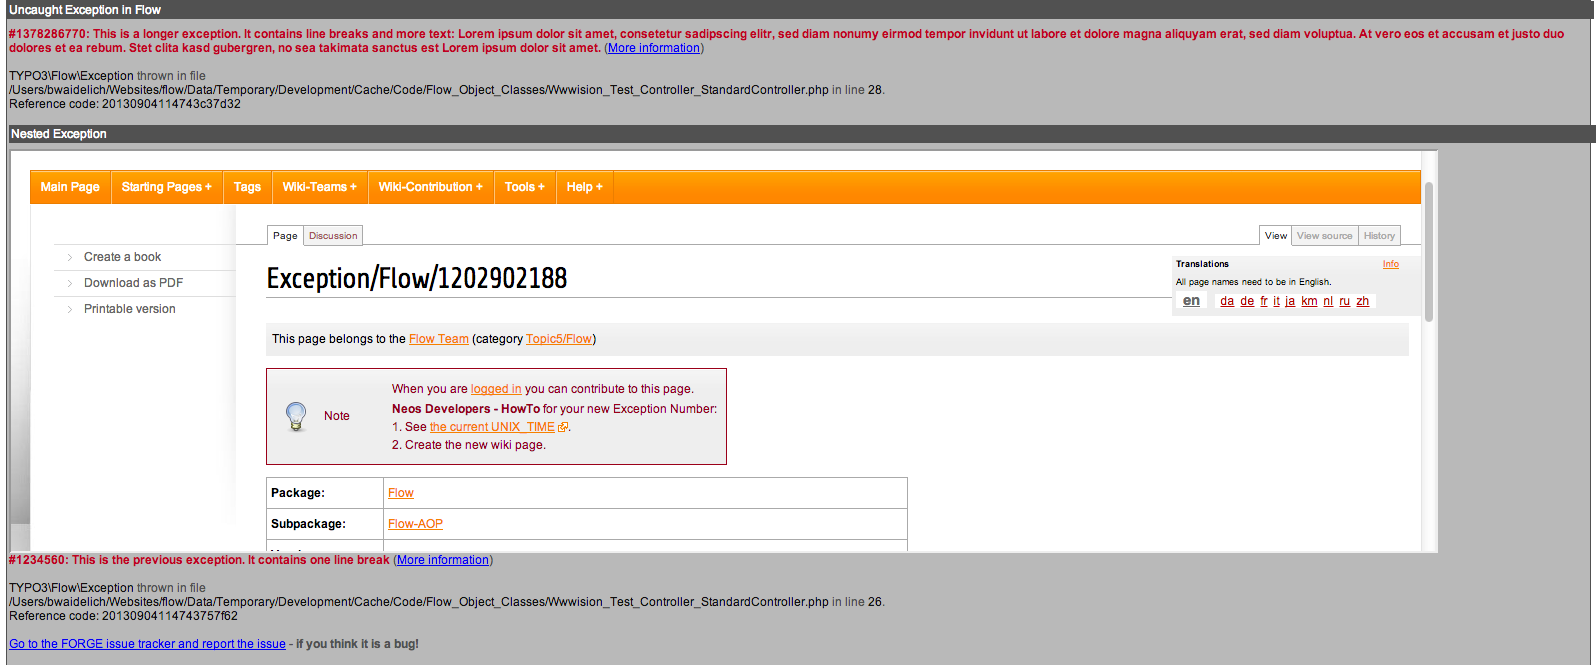 Uncaught Exception in Flow
#1378286770: This is a longer exception. It contains line breaks and more text: Lorem ipsum dolor sit amet, consetetur sadipscing elitr, sed diam nonumy eirmod tempor invidunt ut labore et dolore magna aliquyam erat, sed diam voluptua. At vero eos et accusam et justo duo
dolores et ea rebum. Stet clita kasd gubergren, no sea takimata sanctus est Lorem ipsum dolor sit amet. (More information)
TYPO3\Flow\Exception thrown in file
/Users/bwaidelich/Websites/flow/Data/Temporary/Development/Cache/Code/Flow_Object_Classes/Wwwision_Test_Controller_StandardController.php in line 28.
Reference code: 20130904114743c37d32
Nested Exception
Main Page Starting Pages + Tags Wiki-Teams + Wiki-Contribution + Tools + Help +
Page Discussion View View source History
Create a book
Download as PDF
Printable version
Exception/Flow/1202902188
Translations Info
All page names need to be in English.
en da de fr it ja km nl ru zh
This page belongs to the Flow Team (category Topic5/Flow)
Note
When you are logged in you can contribute to this page.
Neos Developers - HowTo for your new Exception Number:
1. See the current UNIX_TIME .
2. Create the new wiki page.
Package: Flow
Subpackage: Flow-AOP
#1234560: This is the previous exception. It contains one line break (More information)
TYPO3\Flow\Exception thrown in file
/Users/bwaidelich/Websites/flow/Data/Temporary/Development/Cache/Code/Flow_Object_Classes/Wwwision_Test_Controller_StandardController.php in line 26.
Reference code: 20130904114743757f62
Go to the FORGE issue tracker and report the issue - if you think it is a bug!